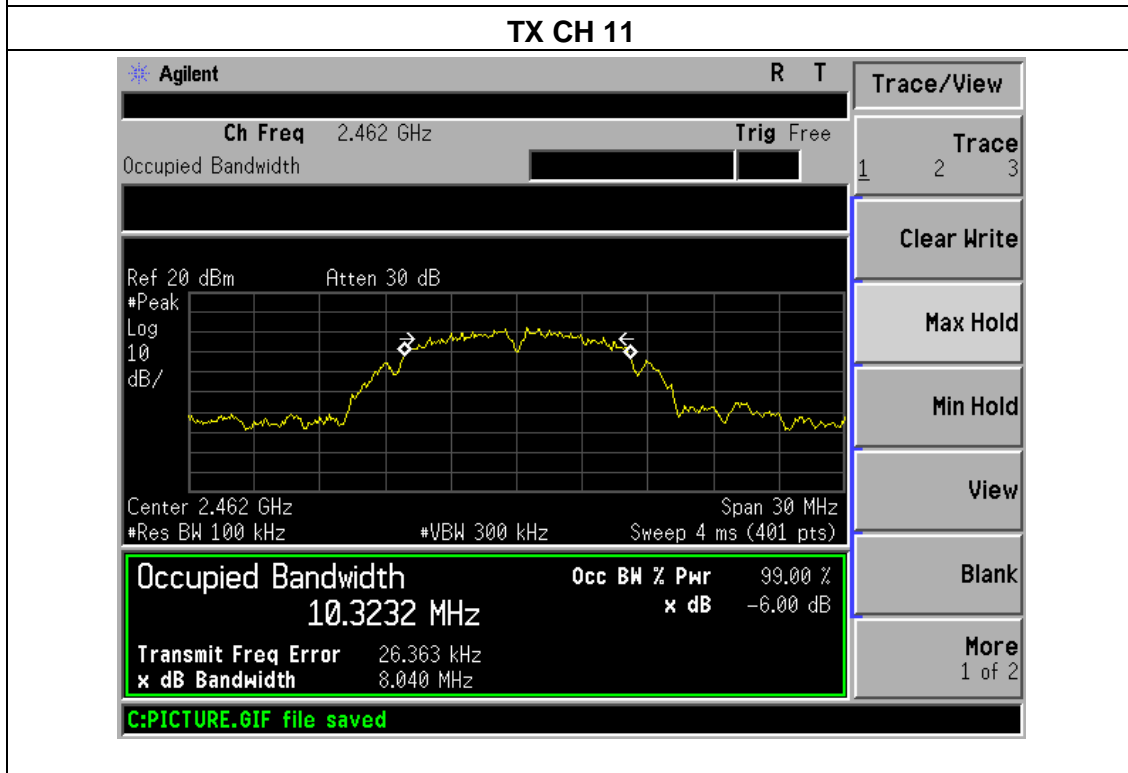 TX CH 11
Agilent R T
Ch Freq 2.462 GHz Trig Free
Occupied Bandwidth
Ref 20 dBm Atten 30 dB
#Peak
Log
10
dB/
Center 2.462 GHz Span 30 MHz
#Res BW 100 kHz #VBW 300 kHz Sweep 4 ms (401 pts)
Occupied Bandwidth Occ BW % Pwr 99.00 %
10.3232 MHz x dB -6.00 dB
Transmit Freq Error 26.363 kHz
x dB Bandwidth 8.040 MHz
C:PICTURE.GIF file saved
Trace/View
Trace
1 2 3
Clear Write
Max Hold
Min Hold
View
Blank
More
1 of 2